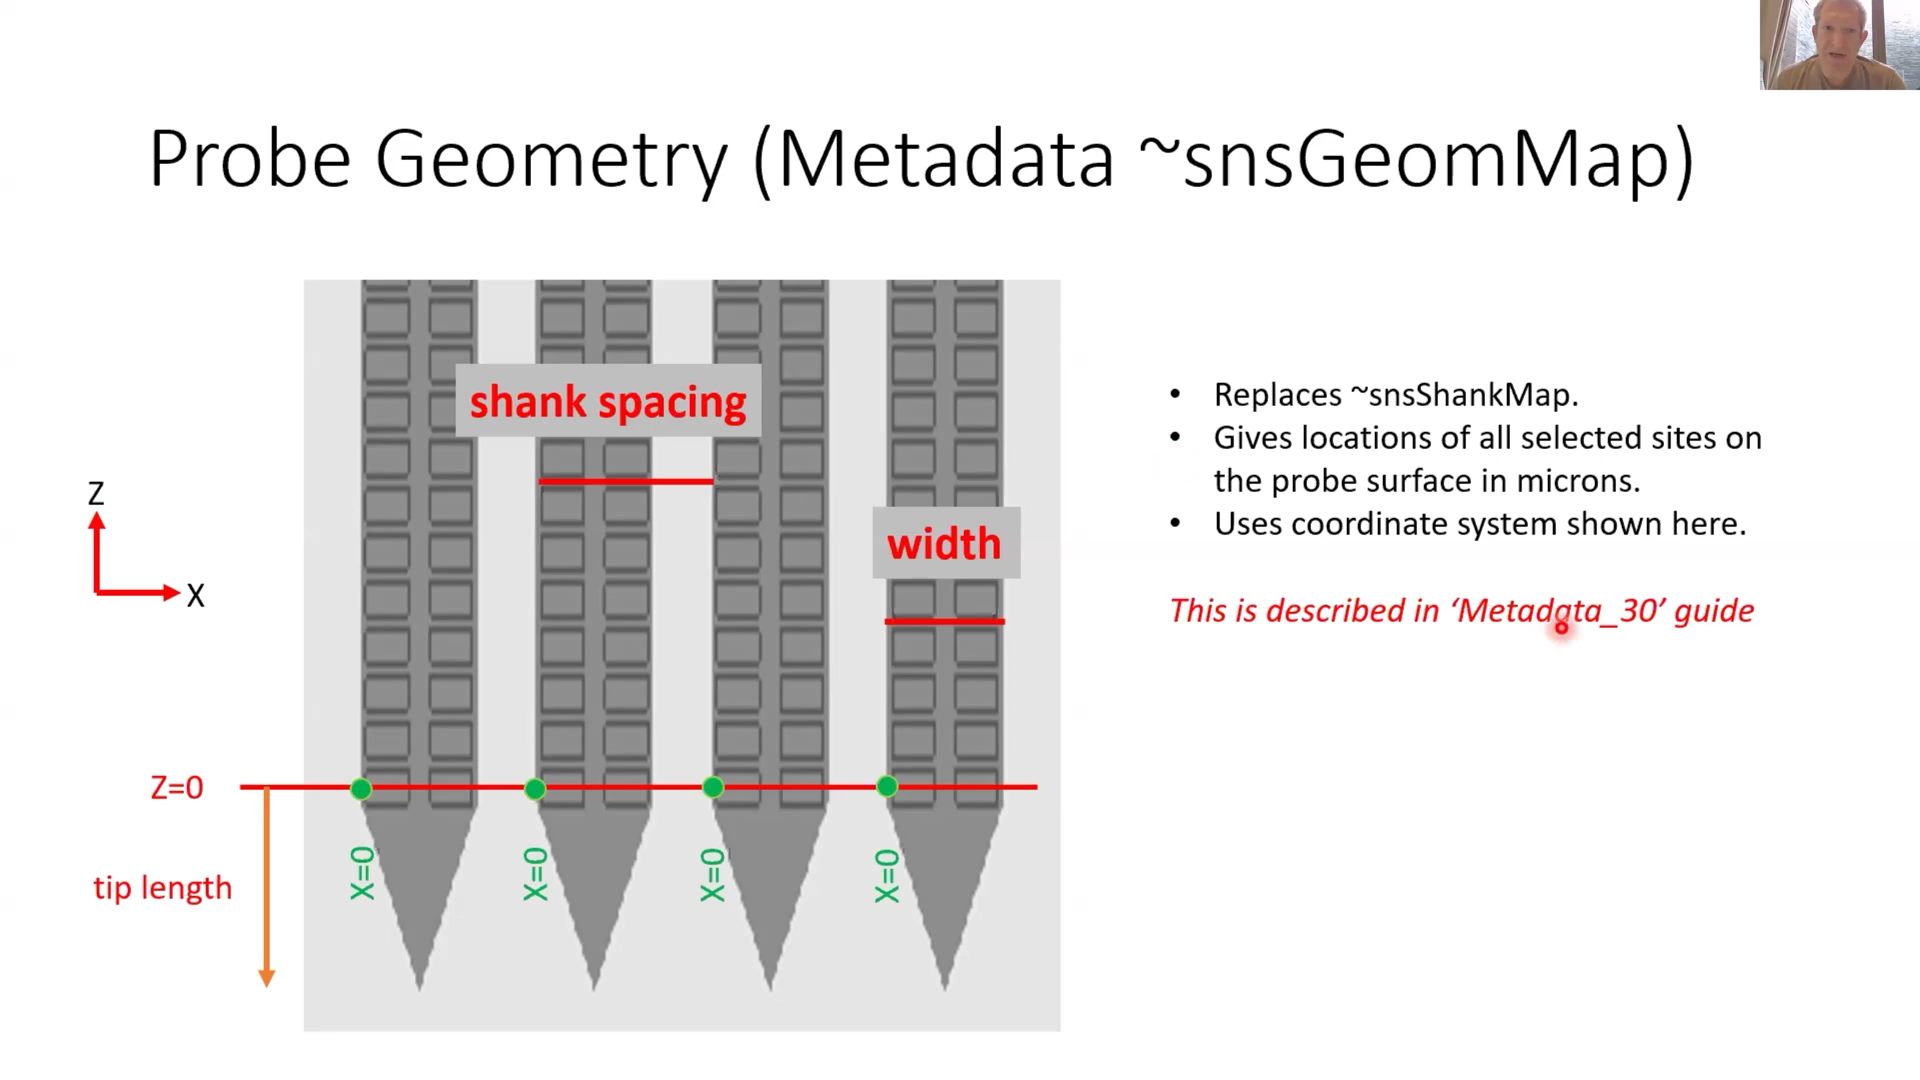 Probe Geometry (Metadata ~snsGeomMap)
shank spacing
width
Z
X
Z=0
tip length
X=0
X=0
X=0
X=0
• Replaces ~snsShankMap.
• Gives locations of all selected sites on
the probe surface in microns.
• Uses coordinate system shown here.
This is described in ‘Metadata_30’ guide